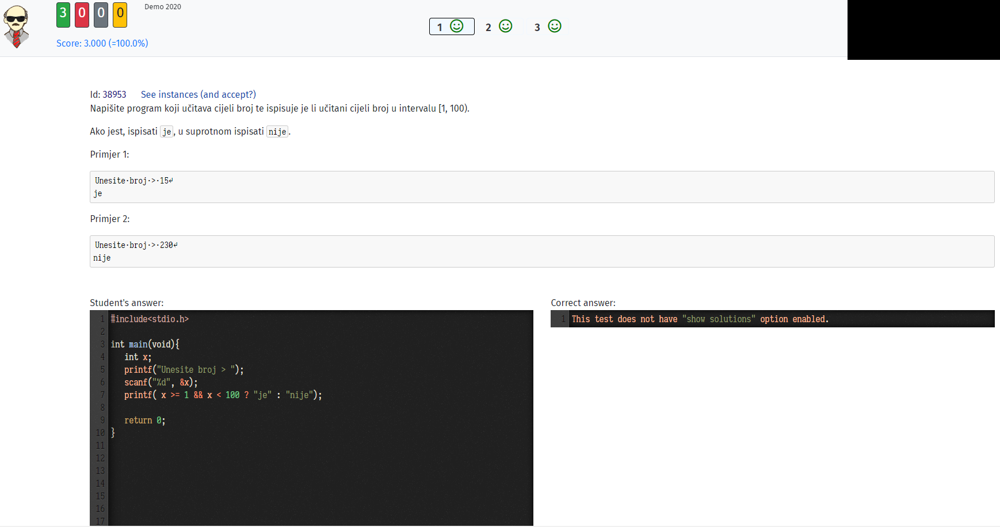 3 0 0 0
Demo 2020
Score: 3.000 (=100.0%)
1 2 3
Id: 38953 See instances (and accept?)
Napišite program koji učitava cijeli broj te ispisuje je li učitani cijeli broj u intervalu [1, 100).
Ako jest, ispisati je, u suprotnom ispisati nije.
Primjer 1:
Unesite·broj·>·15↵
je
Primjer 2:
Unesite·broj·>·230↵
nije
Student's answer:
1 #include<stdio.h>
2
3 int main(void){
4 int x;
5 printf("Unesite broj > ");
6 scanf("%d", &x);
7 printf( x >= 1 && x < 100 ? "je" : "nije");
8
9 return 0;
10 }
11
12
13
14
15
16
17
Correct answer:
1 This test does not have "show solutions" option enabled.